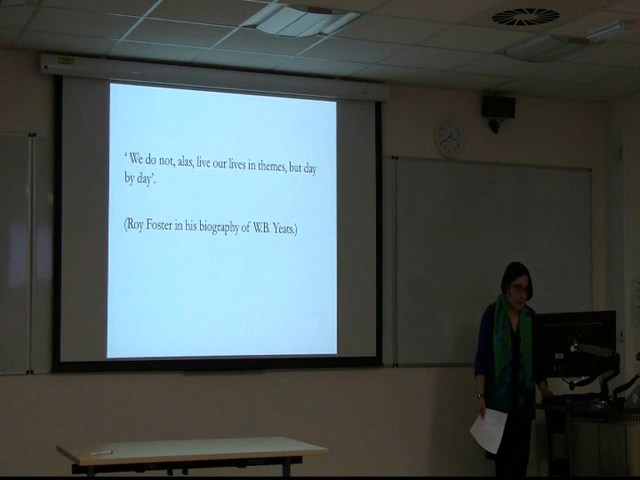 ‘ We do not, alas, live our lives in themes, but day
by day’.
(Roy Foster in his biography of W.B. Yeats.)